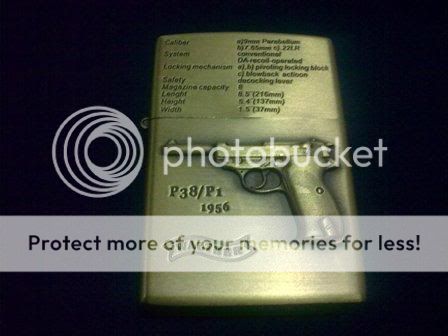 Caliber a)9mm Parabellum
b)7.65mm c).22LR
System conventional
DA-recoil-operated
Locking mechanism a),b) pivoting locking block
c) blowback actioon
Safety decocking lever
Magazine capacity 8
Lenght 8.5"(216mm)
Height 5.4"(137mm)
Width 1.5"(37mm)
photobucket
P38/P1
1956
Protect more of your memories for less!